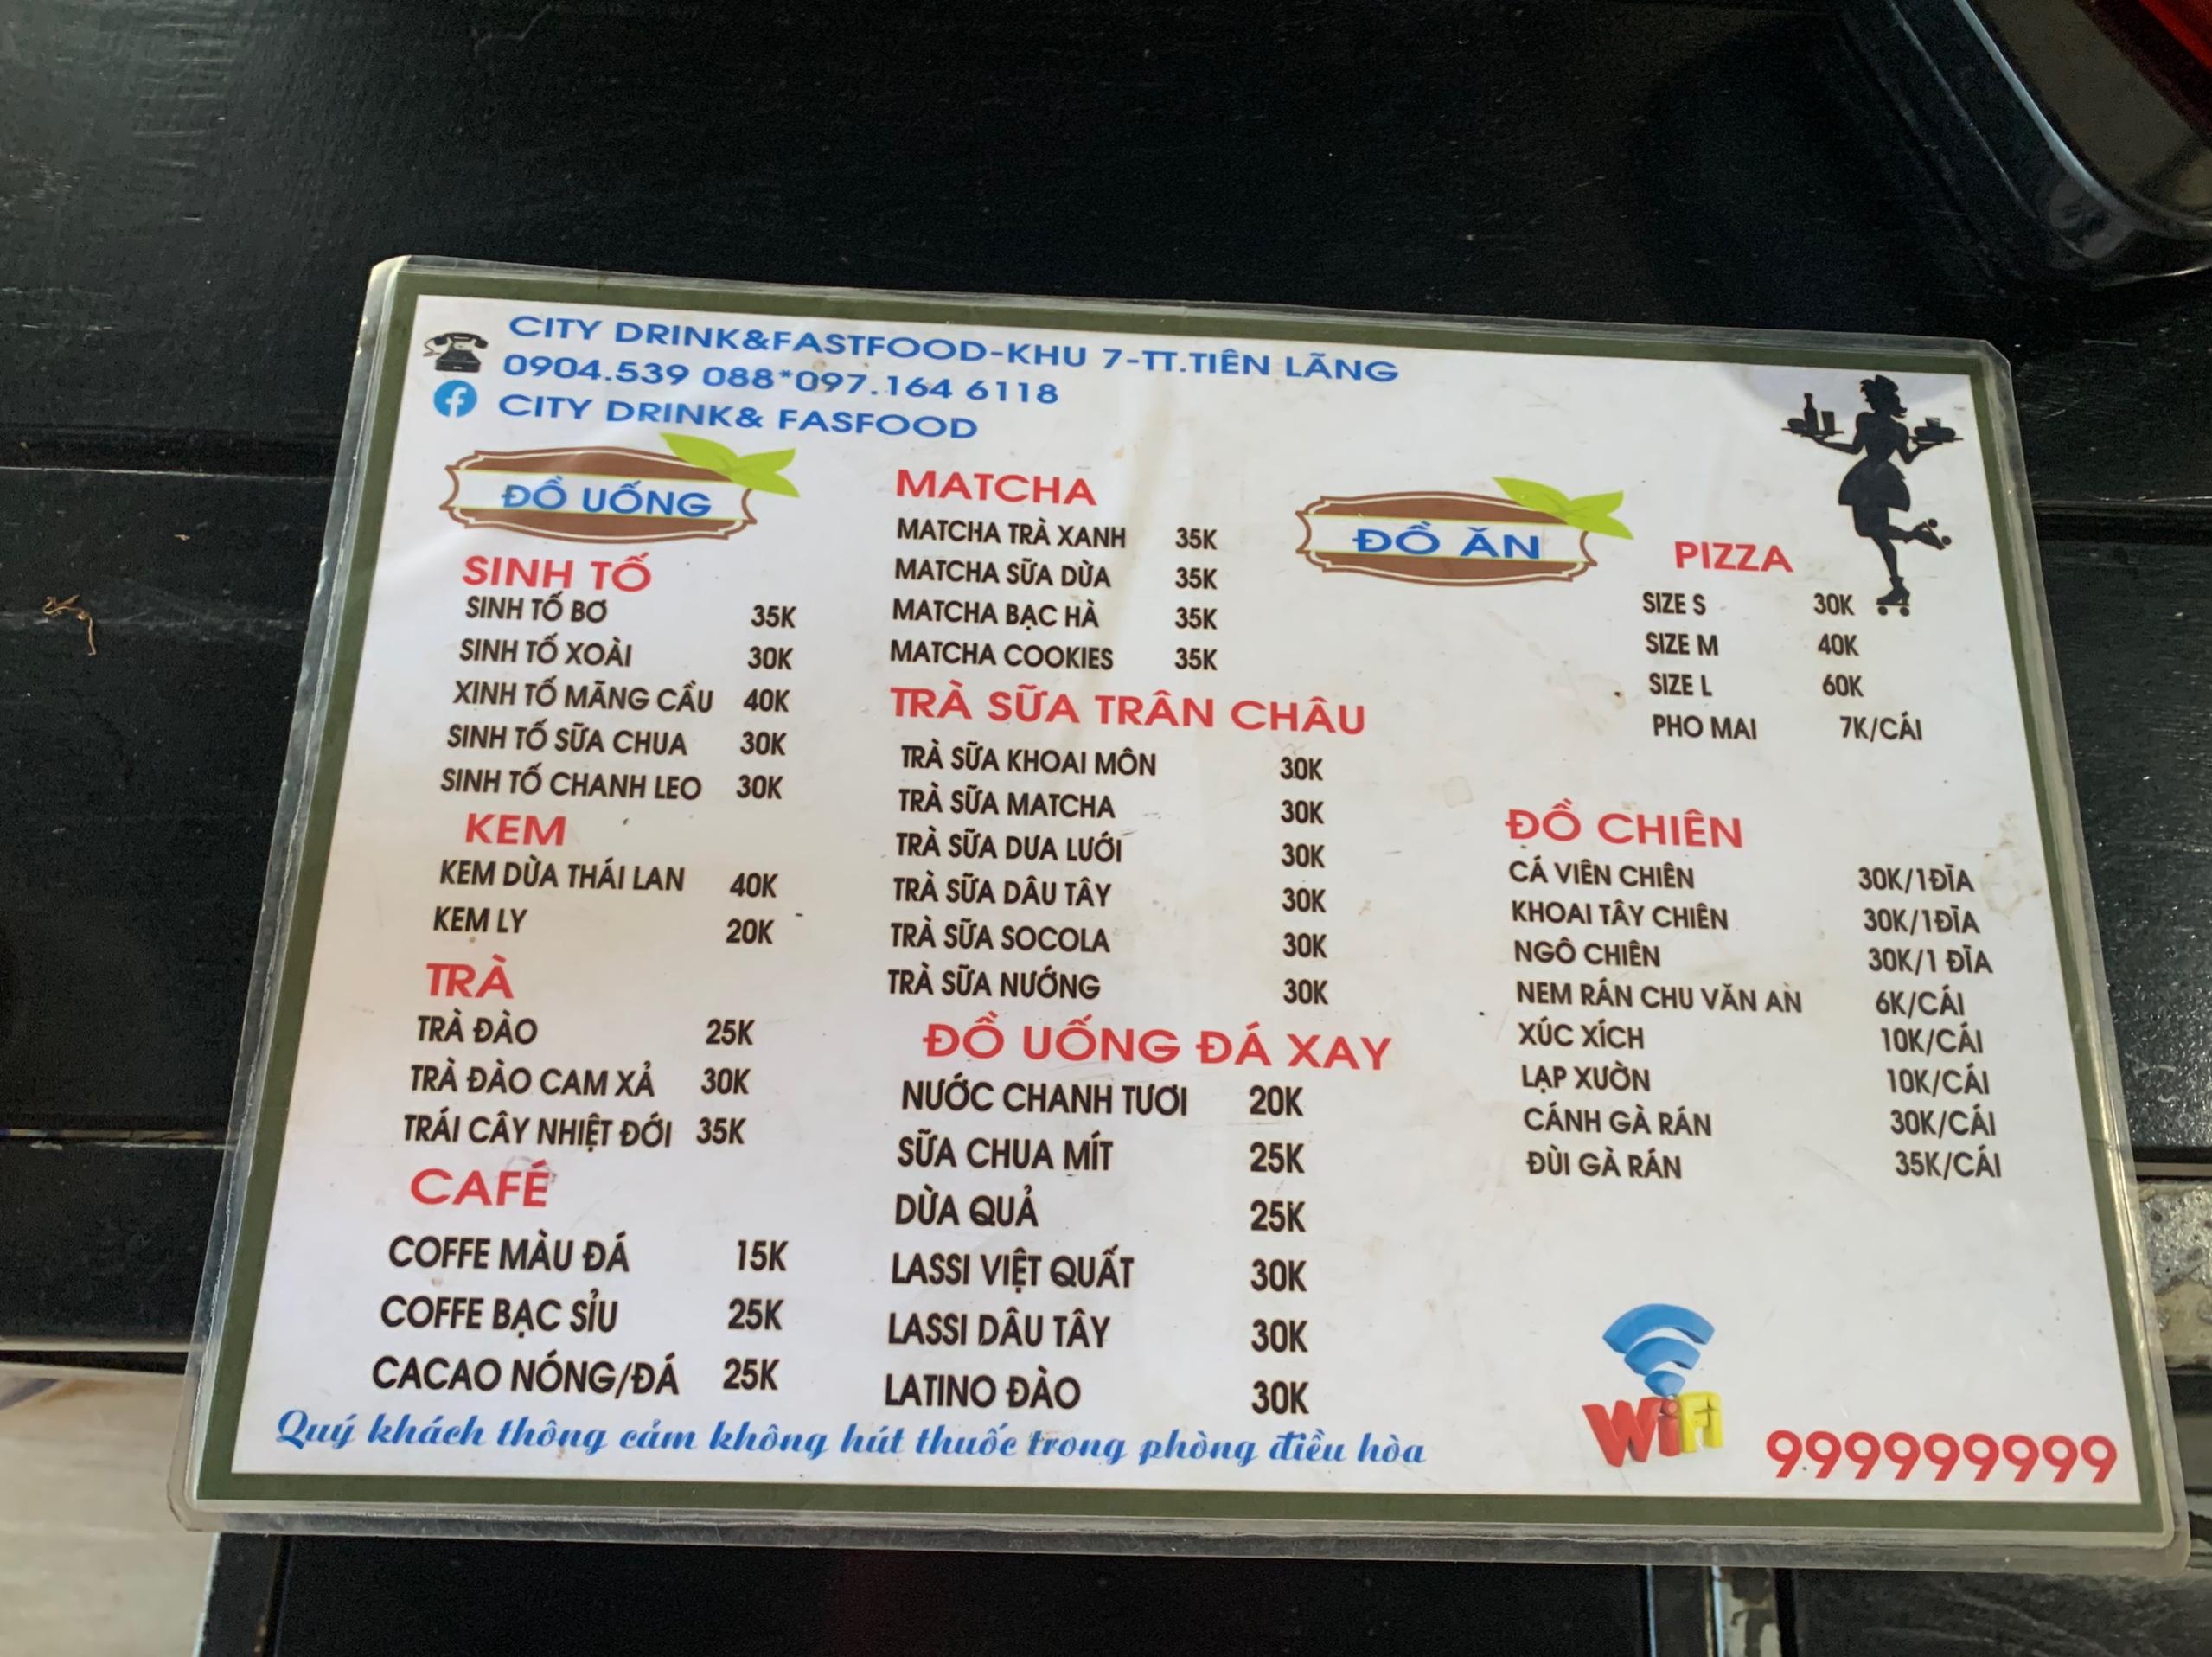 CITY DRINK&FASTFOOD-KHU 7-TT.TIÊN LÃNG
0904.539 088*097.164 6118
CITY DRINK& FASFOOD
ĐỒ UỐNG
SINH TỐ
SINH TỐ BƠ 35K
SINH TỐ XOÀI 30K
XINH TỐ MÃNG CẦU 40K
SINH TỐ SỮA CHUA 30K
SINH TỐ CHANH LEO 30K
KEM
KEM DỪA THÁI LAN 40K
KEM LY 20K
TRÀ
TRÀ ĐÀO 25K
TRÀ ĐÀO CAM XẢ 30K
TRÁI CÂY NHIỆT ĐỚI 35K
CAFÉ
COFFE MÀU ĐÁ 15K
COFFE BẠC SỈU 25K
CACAO NÓNG/ĐÁ 25K
MATCHA
MATCHA TRÀ XANH 35K
MATCHA SỮA DỪA 35K
MATCHA BẠC HÀ 35K
MATCHA COOKIES 35K
TRÀ SỮA TRÂN CHÂU
TRÀ SỮA KHOAI MÔN 30K
TRÀ SỮA MATCHA 30K
TRÀ SỮA DƯA LƯỚI 30K
TRÀ SỮA DÂU TÂY 30K
TRÀ SỮA SOCOLA 30K
TRÀ SỮA NƯỚNG 30K
ĐỒ UỐNG ĐÁ XAY
NƯỚC CHANH TƯƠI 20K
SỮA CHUA MÍT 25K
DỪA QUẢ 25K
LASSI VIỆT QUẤT 30K
LASSI DÂU TÂY 30K
LATINO ĐÀO 30K
ĐỒ ĂN
PIZZA
SIZE S 30K
SIZE M 40K
SIZE L 60K
PHO MAI 7K/CÁI
ĐỒ CHIÊN
CÁ VIÊN CHIÊN 30K/1ĐĨA
KHOAI TÂY CHIÊN 30K/1ĐĨA
NGÔ CHIÊN 30K/1 ĐĨA
NEM RÁN CHU VĂN AN 6K/CÁI
XÚC XÍCH 10K/CÁI
LẠP XƯỜN 10K/CÁI
CÁNH GÀ RÁN 30K/CÁI
ĐÙI GÀ RÁN 35K/CÁI
Quý khách thông cảm không hút thuốc trong phòng điều hòa
WiFi
999999999